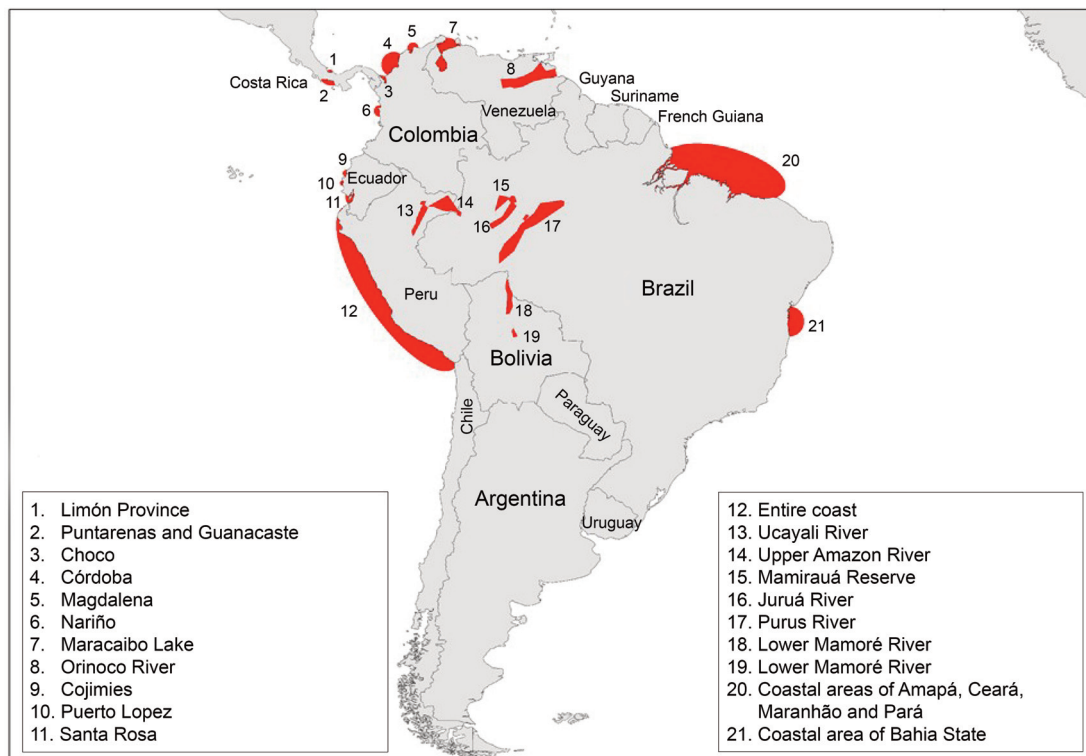 1
Costa Rica
2
3
4
5
6
7
8
Guyana
Suriname
French Guiana
Venezuela
Colombia
9
Ecuador
10
11
12
13
14
15
16
17
18
19
20
21
Peru
Brazil
Bolivia
Chile
Paraguay
Argentina
Uruguay
1. Limón Province
2. Puntarenas and Guanacaste
3. Choco
4. Córdoba
5. Magdalena
6. Nariño
7. Maracaibo Lake
8. Orinoco River
9. Cojimies
10. Puerto Lopez
11. Santa Rosa
12. Entire coast
13. Ucayali River
14. Upper Amazon River
15. Mamirauá Reserve
16. Juruá River
17. Purus River
18. Lower Mamoré River
19. Lower Mamoré River
20. Coastal areas of Amapá, Ceará,
Maranhão and Pará
21. Coastal area of Bahia State